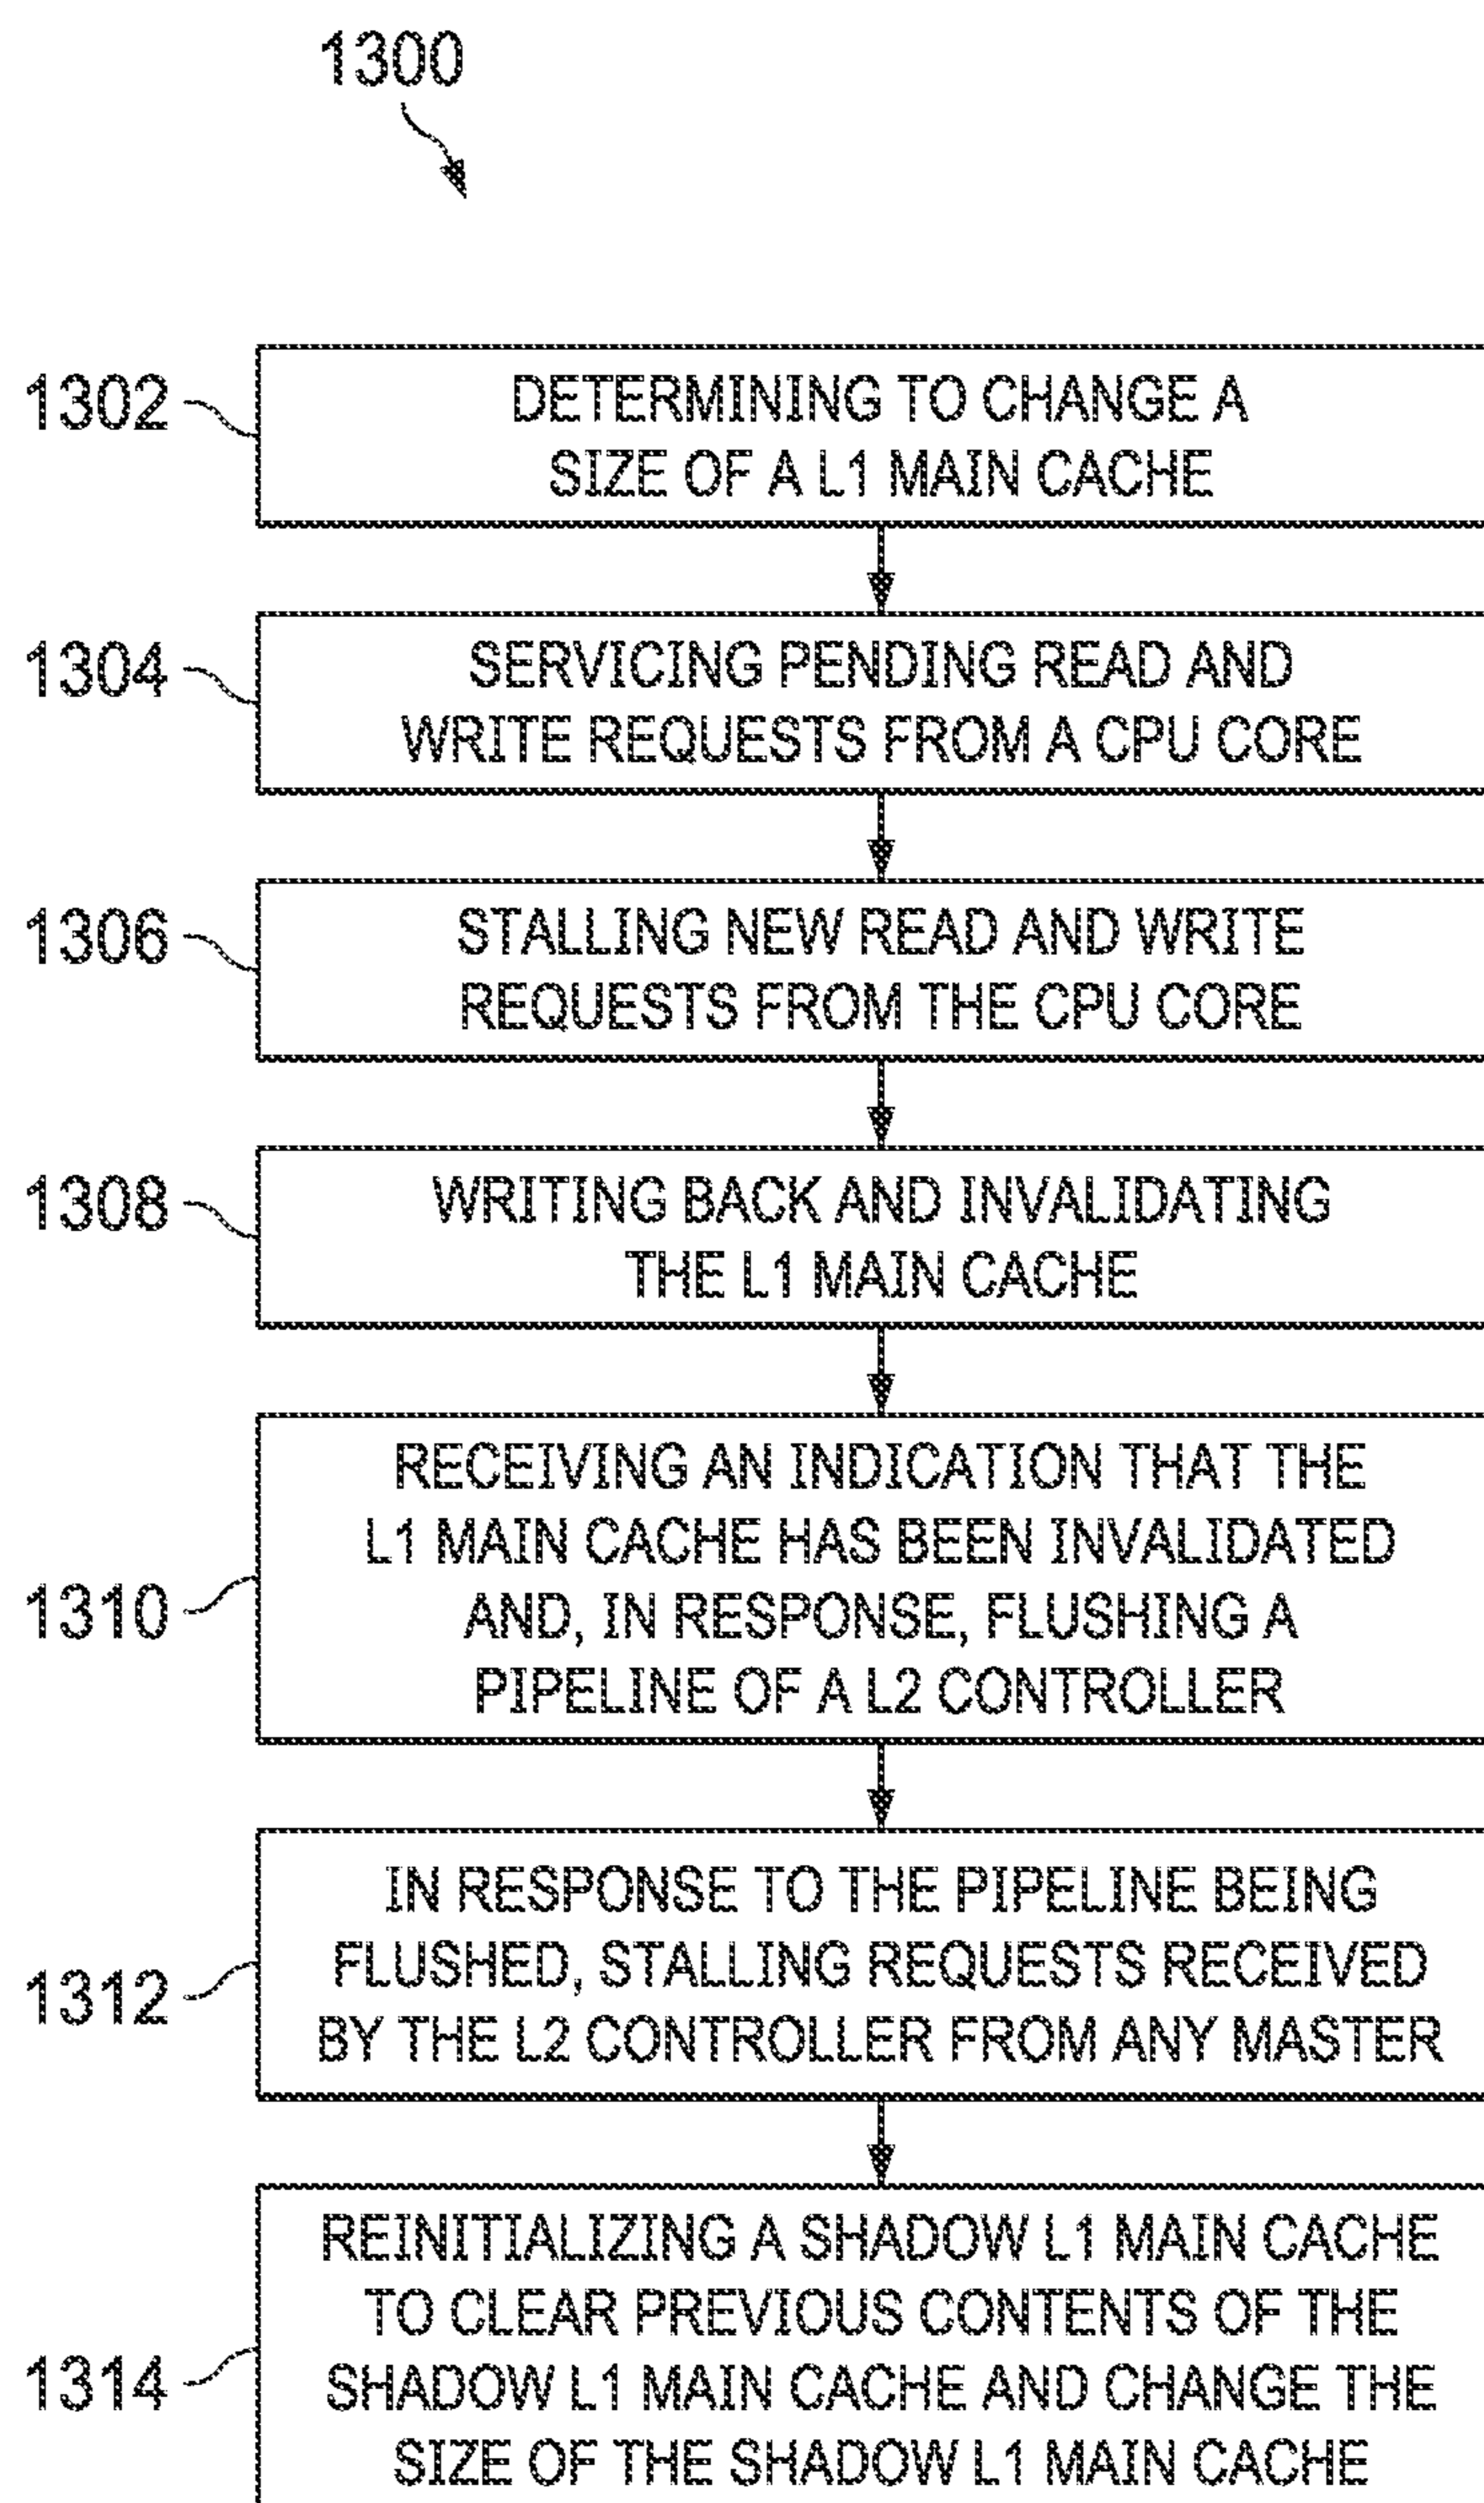 1300
1302
DETERMINING TO CHANGE A
SIZE OF A L1 MAIN CACHE
1304
SERVICING PENDING READ AND
WRITE REQUESTS FROM A CPU CORE
1306
STALLING NEW READ AND WRITE
REQUESTS FROM THE CPU CORE
1308
WRITING BACK AND INVALIDATING
THE L1 MAIN CACHE
1310
RECEIVING AN INDICATION THAT THE
L1 MAIN CACHE HAS BEEN INVALIDATED
AND, IN RESPONSE, FLUSHING A
PIPELINE OF A L2 CONTROLLER
1312
IN RESPONSE TO THE PIPELINE BEING
FLUSHED, STALLING REQUESTS RECEIVED
BY THE L2 CONTROLLER FROM ANY MASTER
1314
REINITIALIZING A SHADOW L1 MAIN CACHE
TO CLEAR PREVIOUS CONTENTS OF THE
SHADOW L1 MAIN CACHE AND CHANGE THE
SIZE OF THE SHADOW L1 MAIN CACHE